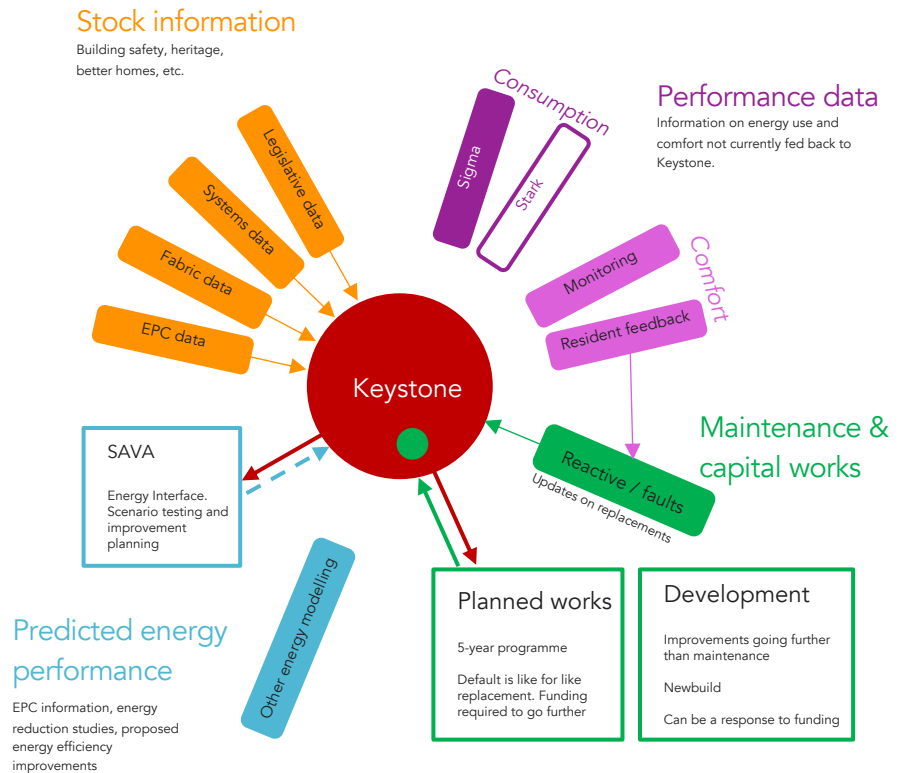 Stock information
Building safety, heritage,
better homes, etc.
Consumption
Performance data
Information on energy use and
comfort not currently fed back to
Keystone.
Legislative data
Systems data
Fabric data
EPC data
Sigma
Stark
Monitoring
Comfort
Resident feedback
Keystone
Maintenance &
capital works
Reactive / faults
Updates on replacements
SAVA
Energy Interface.
Scenario testing and
improvement
planning
Other energy modelling
Predicted energy
performance
EPC information, energy
reduction studies, proposed
energy efficiency
improvements
Planned works
5-year programme
Default is like for like
replacement. Funding
required to go further
Development
Improvements going further
than maintenance
Newbuild
Can be a response to funding